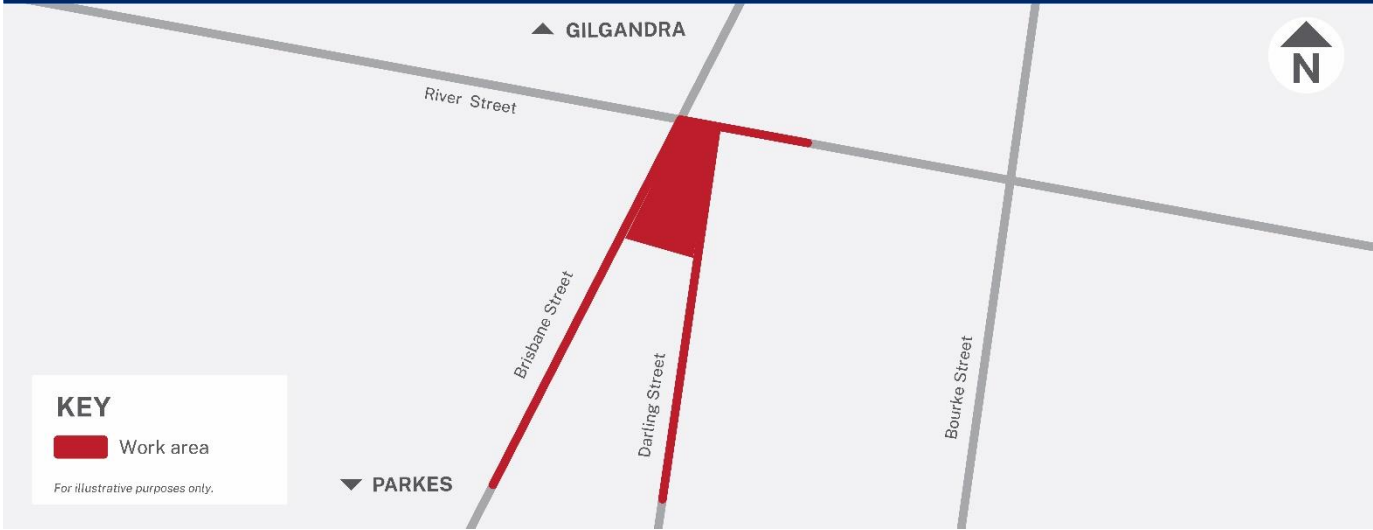 ▲ GILGANDRA
N
River Street
Brisbane Street
Darling Street
Bourke Street
KEY
Work area
For illustrative purposes only.
▼ PARKES